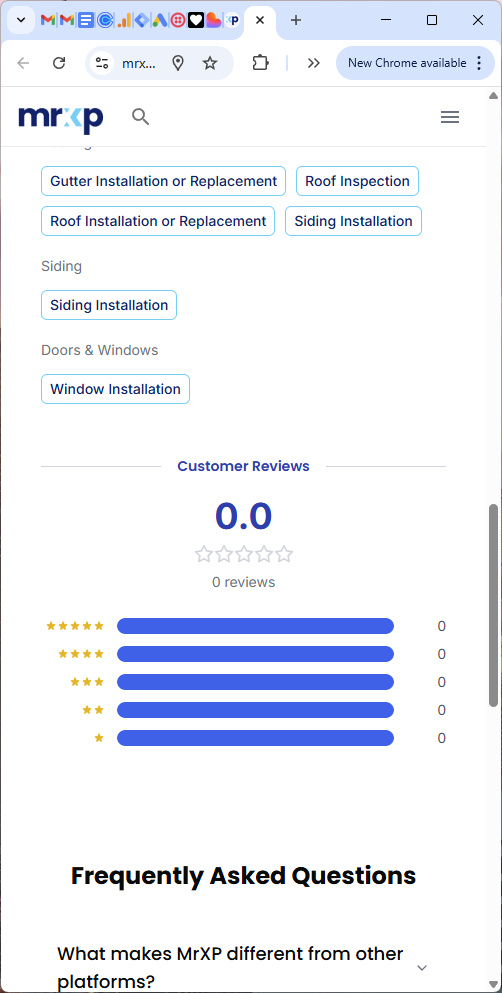 mrx...
New Chrome available
mrxp
Gutter Installation or Replacement
Roof Inspection
Roof Installation or Replacement
Siding Installation
Siding
Siding Installation
Doors & Windows
Window Installation
Customer Reviews
0.0
0 reviews
0
0
0
0
0
Frequently Asked Questions
What makes MrXP different from other
platforms?